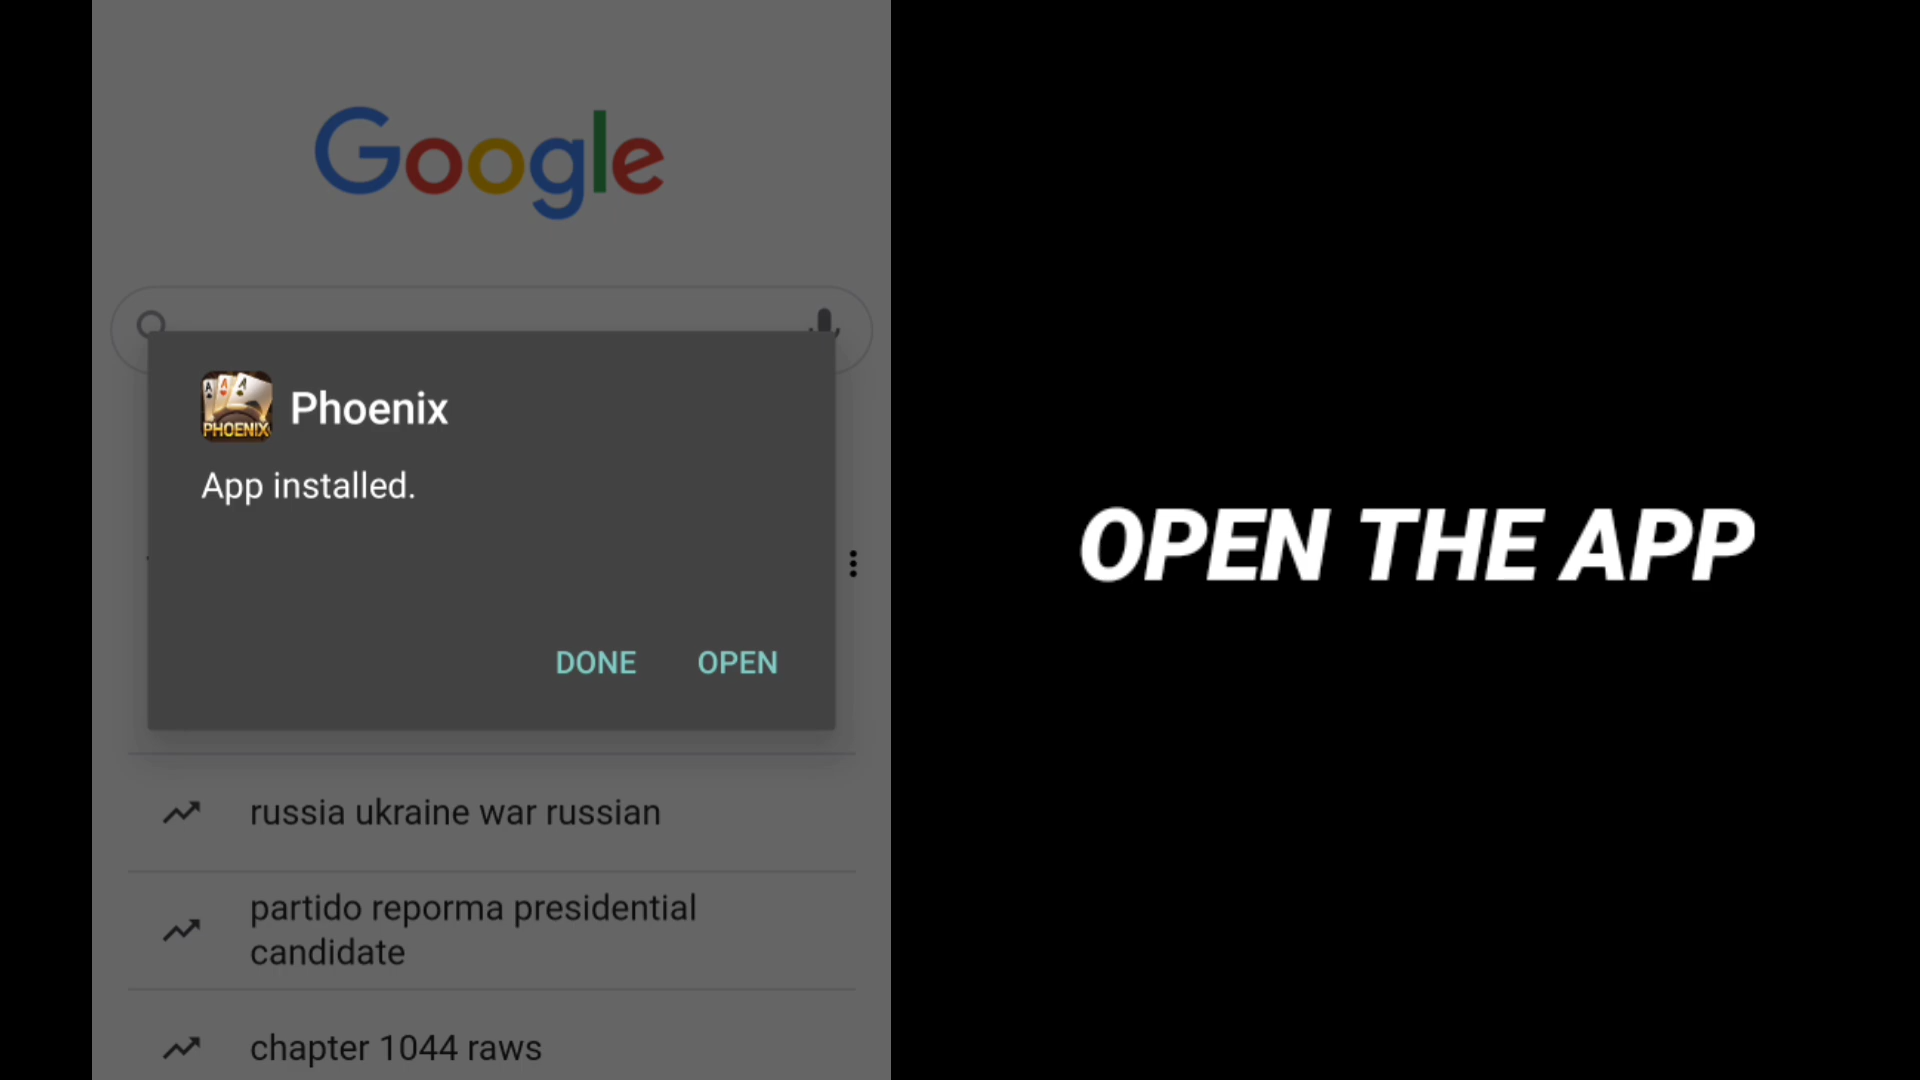 Google
PHOENIX
Phoenix
App installed.
DONE OPEN
russia ukraine war russian
partido reporma presidential
candidate
chapter 1044 raws
OPEN THE APP